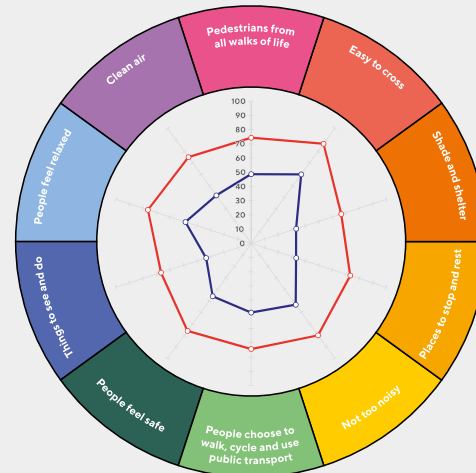 Pedestrians from
all walks of life
Easy to cross
Shade and shelter
Places to stop and rest
Not too noisy
People choose to
walk, cycle and use
public transport
People feel safe
Things to see and do
People feel relaxed
Clean air
100
90
80
70
60
50
40
30
20
10
0